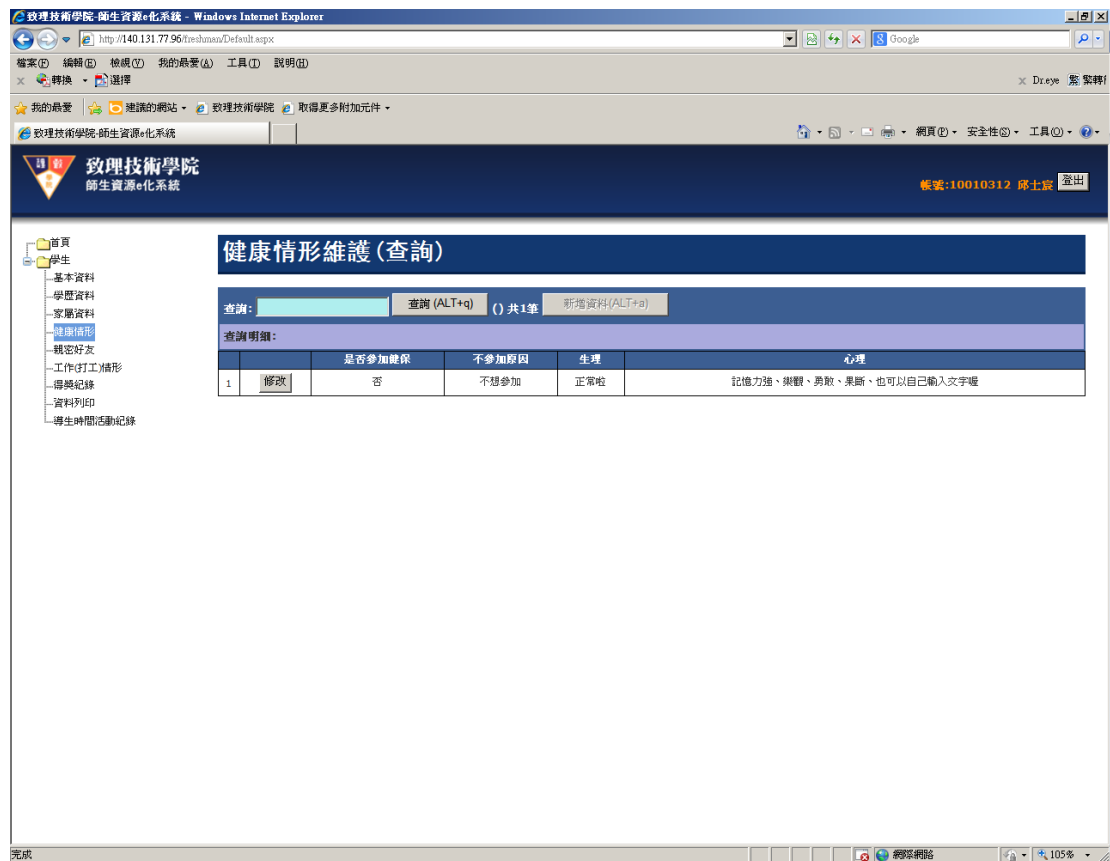 致理技術學院-師生資源e化系統 - Windows Internet Explorer
http://140.131.77.96/freshman/Default.aspx
Google
檔案(F) 編輯(E) 檢視(V) 我的最愛(A) 工具(T) 說明(H)
轉換 選擇
Dr.eye 繁 繁轉
我的最愛 建議的網站 致理技術學院 取得更多附加元件
致理技術學院-師生資源e化系統
網頁(P) 安全性(S) 工具(O)
致理技術學院
師生資源e化系統
帳號:10010312 邱士宸 登出
首頁
學生
基本資料
學歷資料
家屬資料
健康情形
親密好友
工作(打工)情形
得獎紀錄
資料列印
導生時間活動紀錄
健康情形維護(查詢)
查詢: 查詢(ALT+q) () 共1筆 新增資料(ALT+a)
查詢明細:
是否參加健保 不參加原因 生理 心理
1 修改 否 不想參加 正常啦 記憶力強、樂觀、勇敢、果斷、也可以自己輸入文字喔
完成
網際網路
105%